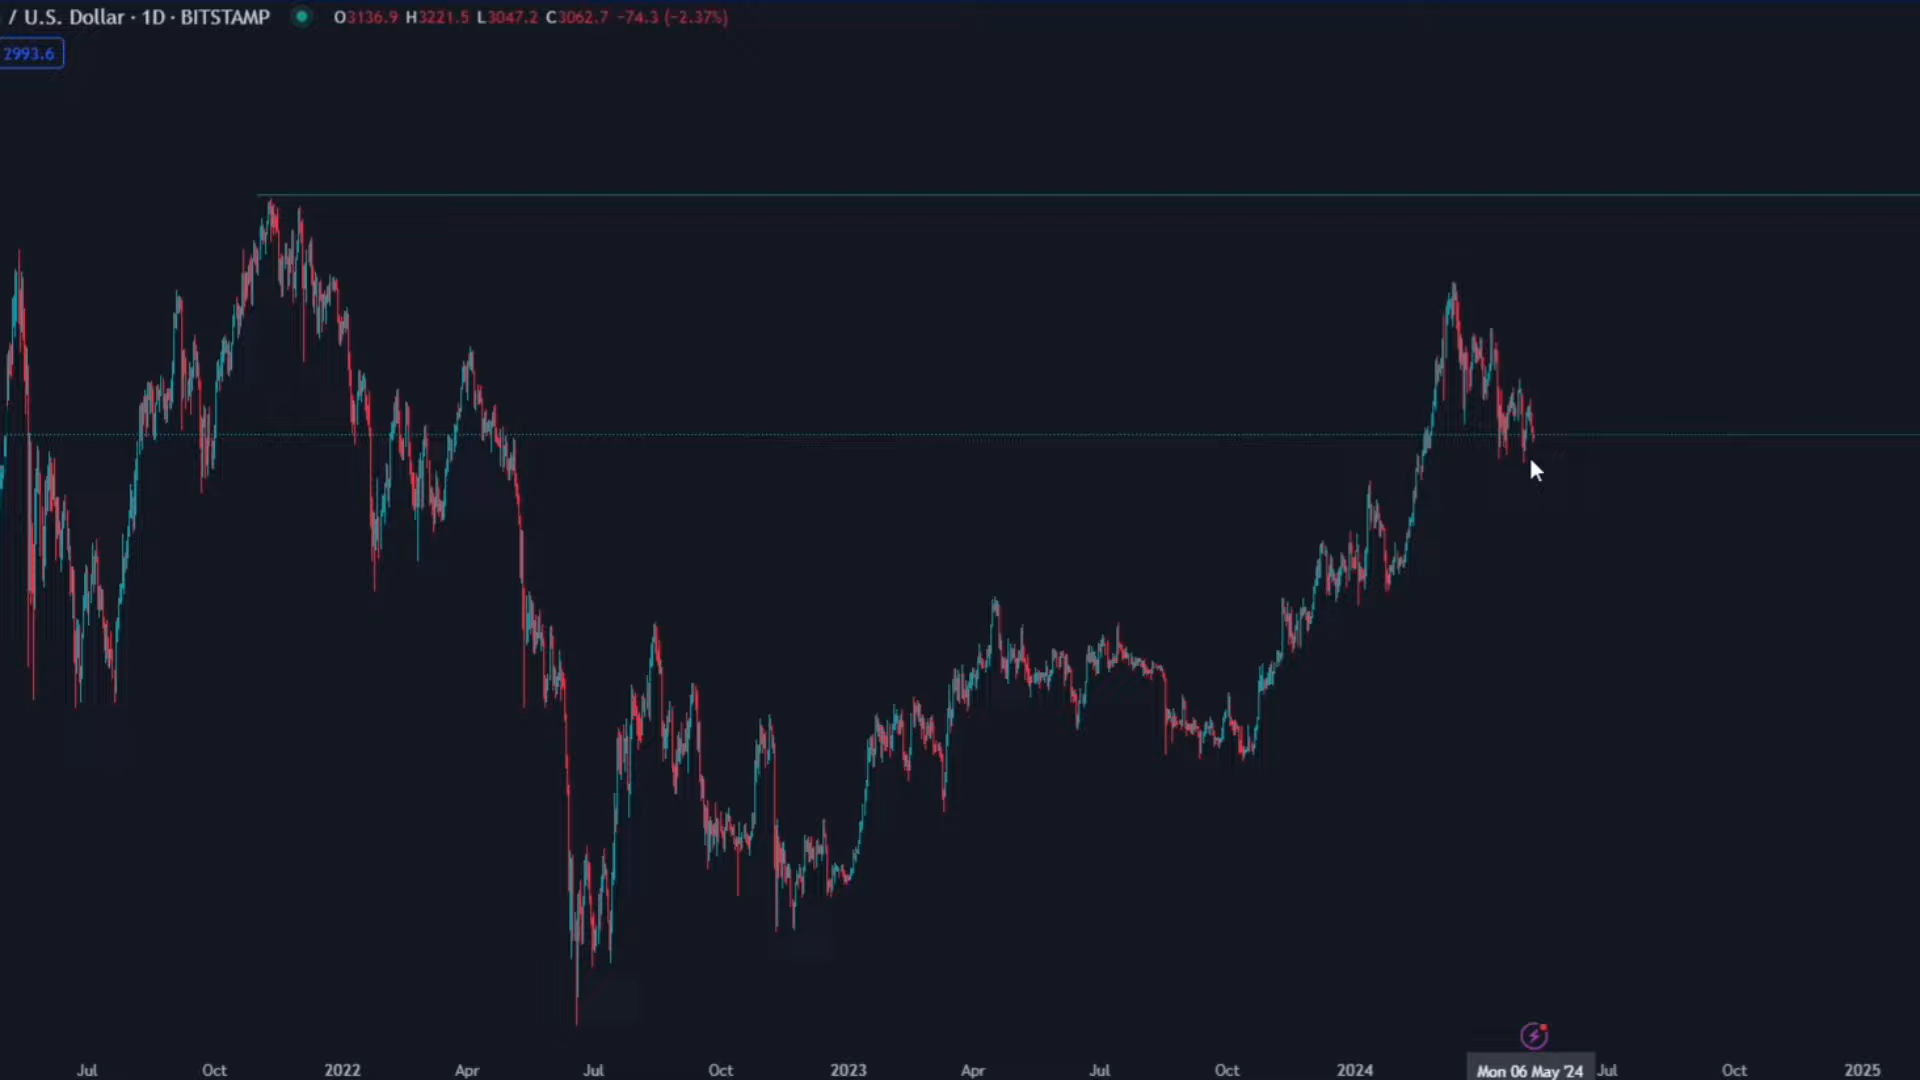 / U.S. Dollar · 1D · BITSTAMP O3136.9 H3221.5 L3047.2 C3062.7 −74.3 (−2.37%)
2993.6
Jul Oct 2022 Apr Jul Oct 2023 Apr Jul Oct 2024 Mon 06 May '24 Jul Oct 2025